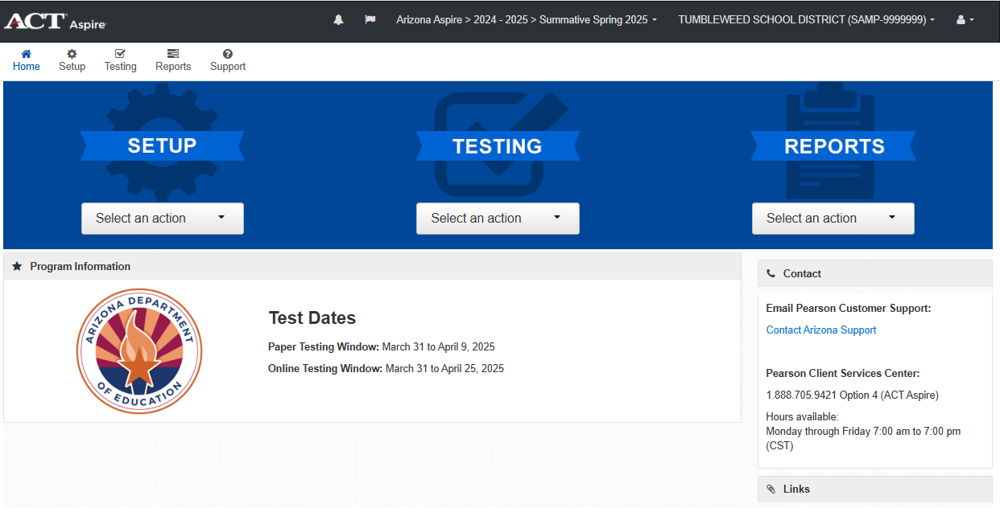 ACT Aspire
Arizona Aspire > 2024 - 2025 > Summative Spring 2025
TUMBLEWEED SCHOOL DISTRICT (SAMP-9999999)
Home
Setup
Testing
Reports
Support
SETUP
TESTING
REPORTS
Select an action
Select an action
Select an action
Program Information
ARIZONA DEPARTMENT
OF EDUCATION
Test Dates
Paper Testing Window: March 31 to April 9, 2025
Online Testing Window: March 31 to April 25, 2025
Contact
Email Pearson Customer Support:
Contact Arizona Support
Pearson Client Services Center:
1.888.705.9421 Option 4 (ACT Aspire)
Hours available:
Monday through Friday 7:00 am to 7:00 pm
(CST)
Links